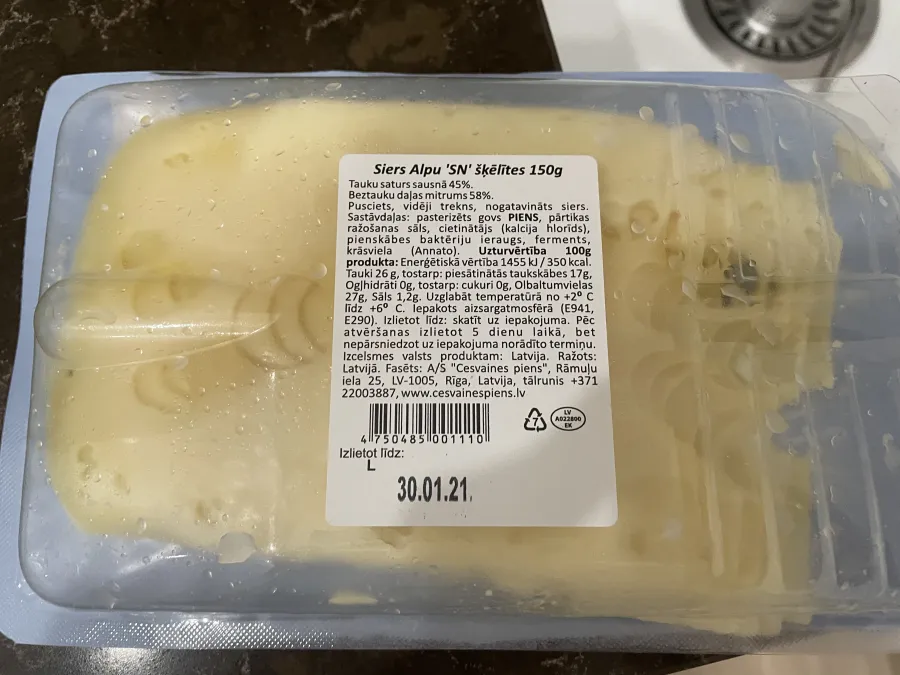 Siers Alpu 'SN' šķēlītes 150g
Tauku saturs sausnā 45%.
Beztauku daļas mitrums 58%.
Pusciets, vidēji trekns, nogatavināts siers.
Sastāvdaļas: pasterizēts govs PIENS, pārtikas
ražošanas sāls, cietinātājs (kalcija hlorīds),
pienskābes baktēriju ieraugs, ferments,
krāsviela (Annato). Uzturvērtība 100g
produkta: Enerģētiskā vērtība 1455 kJ / 350 kcal.
Tauki 26 g, tostarp: piesātinātās taukskābes 17g,
Ogļhidrāti 0g, tostarp: cukuri 0g, Olbaltumvielas
27g, Sāls 1,2g. Uzglabāt temperatūrā no +2º C
līdz +6º C. Iepakots aizsargatmosfērā (E941,
E290). Izlietot līdz: skatīt uz iepakojuma. Pēc
atvēršanas izlietot 5 dienu laikā, bet
nepārsniedzot uz iepakojuma norādīto termiņu.
Izcelsmes valsts produktam: Latvija. Ražots:
Latvijā. Fasēts: A/S "Cesvaines piens", Rāmuļu
iela 25, LV-1005, Rīga, Latvija, tālrunis +371
22003887, www.cesvainespiens.lv
4 750485 001110
7
LV
A022800
EK
Izlietot līdz:
L
30.01.21.